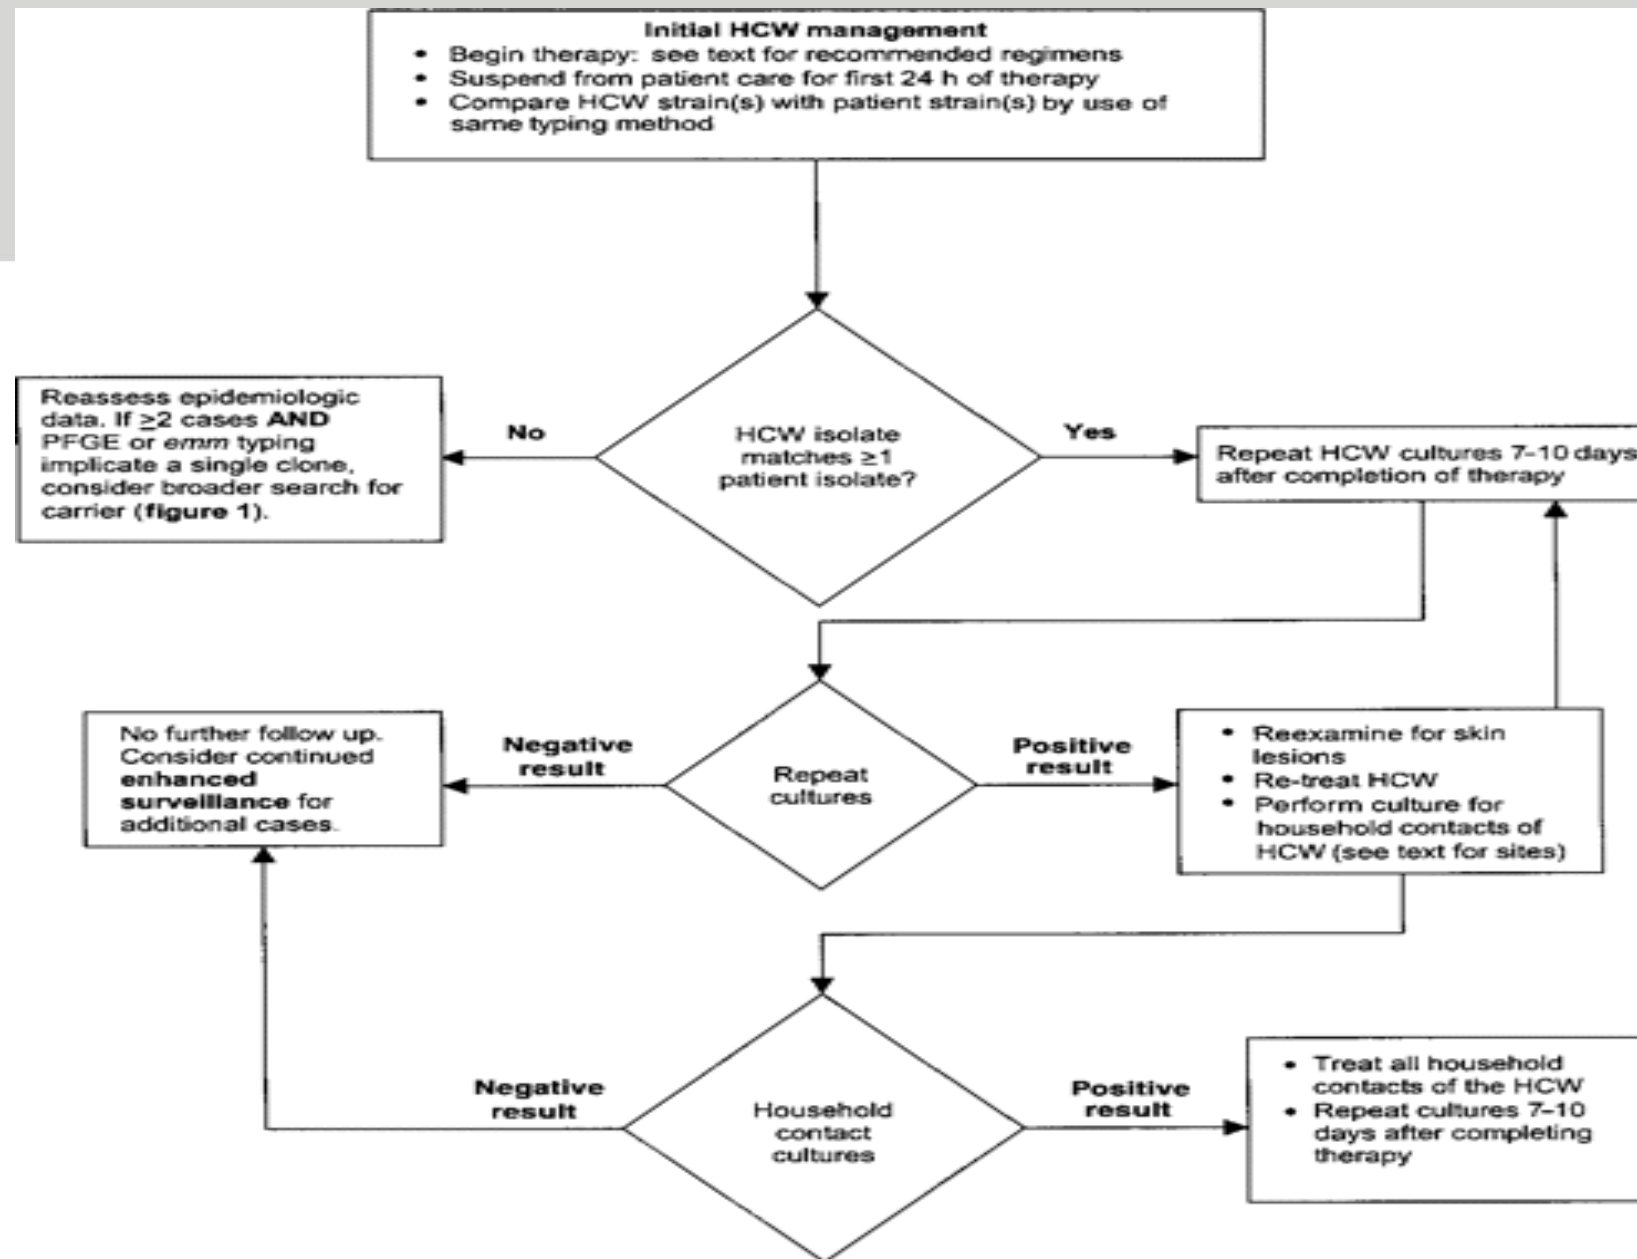 Initial HCW management
• Begin therapy: see text for recommended regimens
• Suspend from patient care for first 24 h of therapy
• Compare HCW strain(s) with patient strain(s) by use of
same typing method
Reassess epidemiologic
data. If ≥2 cases AND
PFGE or emm typing
implicate a single clone,
consider broader search for
carrier (figure 1).
No
HCW isolate
matches ≥1
patient isolate?
Yes
Repeat HCW cultures 7-10 days
after completion of therapy
No further follow up.
Consider continued
enhanced
surveillance for
additional cases.
Negative
result
Repeat
cultures
Positive
result
• Reexamine for skin
lesions
• Re-treat HCW
• Perform culture for
household contacts of
HCW (see text for sites)
Negative
result
Household
contact
cultures
Positive
result
• Treat all household
contacts of the HCW
• Repeat cultures 7-10
days after completing
therapy